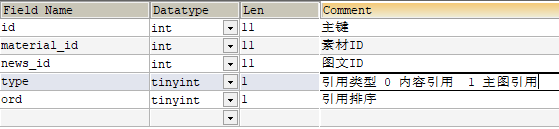 Field Name Datatype Len Comment
id int 11 主键
material_id int 11 素材ID
news_id int 11 图文ID
type tinyint 1 引用类型 0 内容引用 1 主图引用
ord tinyint 1 引用排序